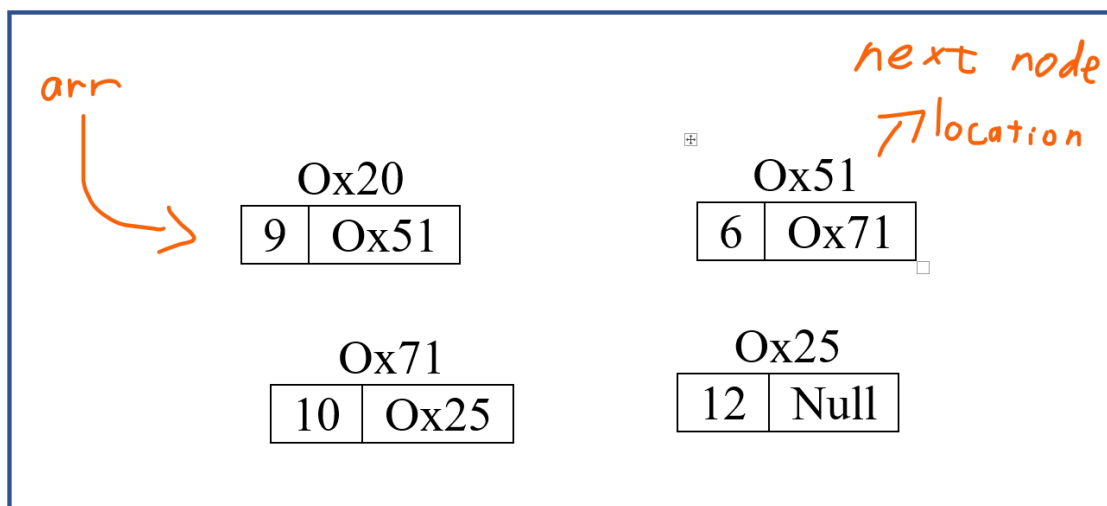 arr
next node
location
Ox20
9 Ox51
Ox51
6 Ox71
Ox71
10 Ox25
Ox25
12 Null